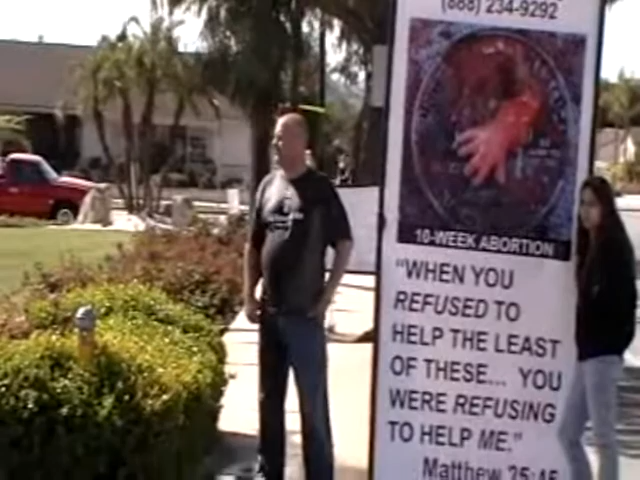 (888) 234-9292
10-WEEK ABORTION
"WHEN YOU
REFUSED TO
HELP THE LEAST
OF THESE... YOU
WERE REFUSING
TO HELP ME."
Matthew 25:45